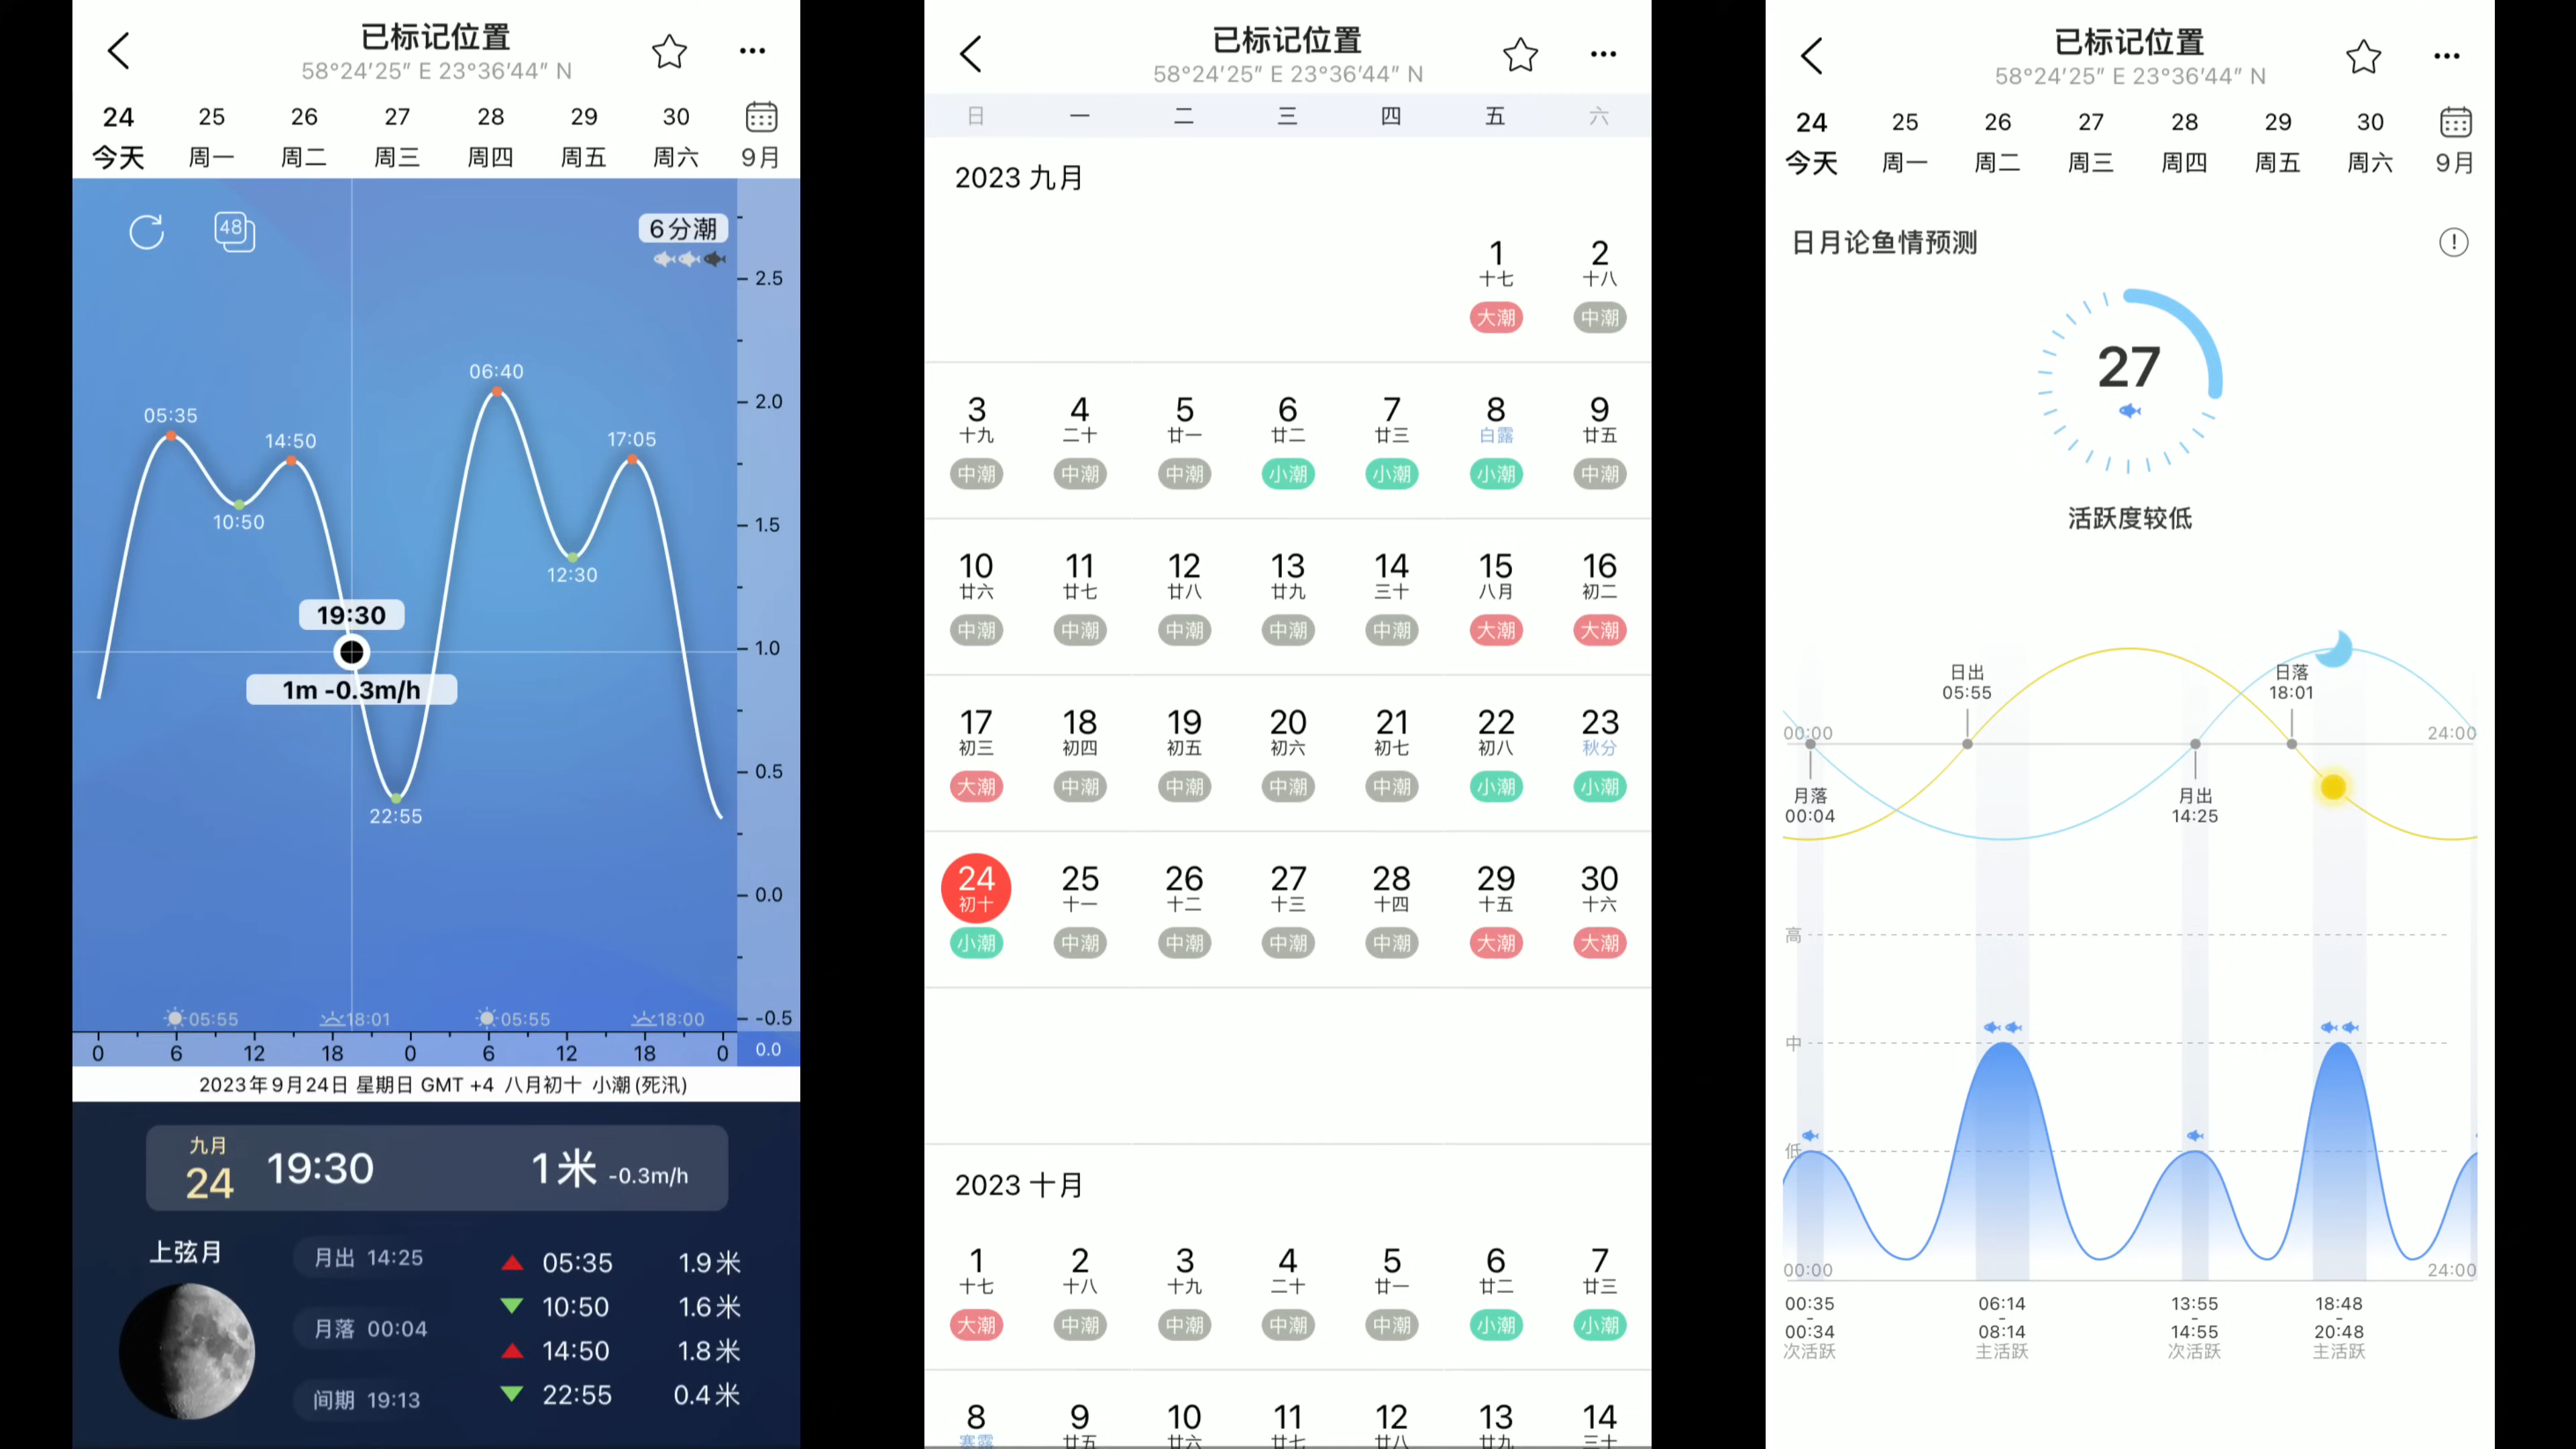 已标记位置
58°24′25″ E 23°36′44″ N
24 25 26 27 28 29 30
今天 周一 周二 周三 周四 周五 周六 9月
48
6分潮
2.5
06:40
2.0
05:35
14:50
17:05
1.5
10:50
12:30
19:30
1.0
1m -0.3m/h
0.5
22:55
0.0
05:55 18:01 05:55 18:00
-0.5
0 6 12 18 0 6 12 18 0 0.0
2023年9月24日 星期日 GMT +4 八月初十 小潮(死汛)
九月
24 19:30 1米 -0.3m/h
上弦月
月出 14:25
月落 00:04
间期 19:13
05:35 1.9米
10:50 1.6米
14:50 1.8米
22:55 0.4米
已标记位置
58°24′25″ E 23°36′44″ N
日 一 二 三 四 五 六
2023 九月
1 2
十七 十八
大潮 中潮
3 4 5 6 7 8 9
十九 二十 廿一 廿二 廿三 白露 廿五
中潮 中潮 中潮 小潮 小潮 小潮 中潮
10 11 12 13 14 15 16
廿六 廿七 廿八 廿九 三十 八月 初二
中潮 中潮 中潮 中潮 中潮 大潮 大潮
17 18 19 20 21 22 23
初三 初四 初五 初六 初七 初八 秋分
大潮 中潮 中潮 中潮 中潮 小潮 小潮
24 25 26 27 28 29 30
初十 十一 十二 十三 十四 十五 十六
小潮 中潮 中潮 中潮 中潮 大潮 大潮
2023 十月
1 2 3 4 5 6 7
十七 十八 十九 二十 廿一 廿二 廿三
大潮 中潮 中潮 中潮 中潮 小潮 小潮
8 9 10 11 12 13 14
寒露 廿五 廿六 廿七 廿八 廿九 三十
已标记位置
58°24′25″ E 23°36′44″ N
24 25 26 27 28 29 30
今天 周一 周二 周三 周四 周五 周六 9月
日月论鱼情预测
27
活跃度较低
日出
05:55
日落
18:01
00:00 24:00
月落
00:04
月出
14:25
高
中
低
00:00 24:00
00:35 06:14 13:55 18:48
- - - -
00:34 08:14 14:55 20:48
次活跃 主活跃 次活跃 主活跃